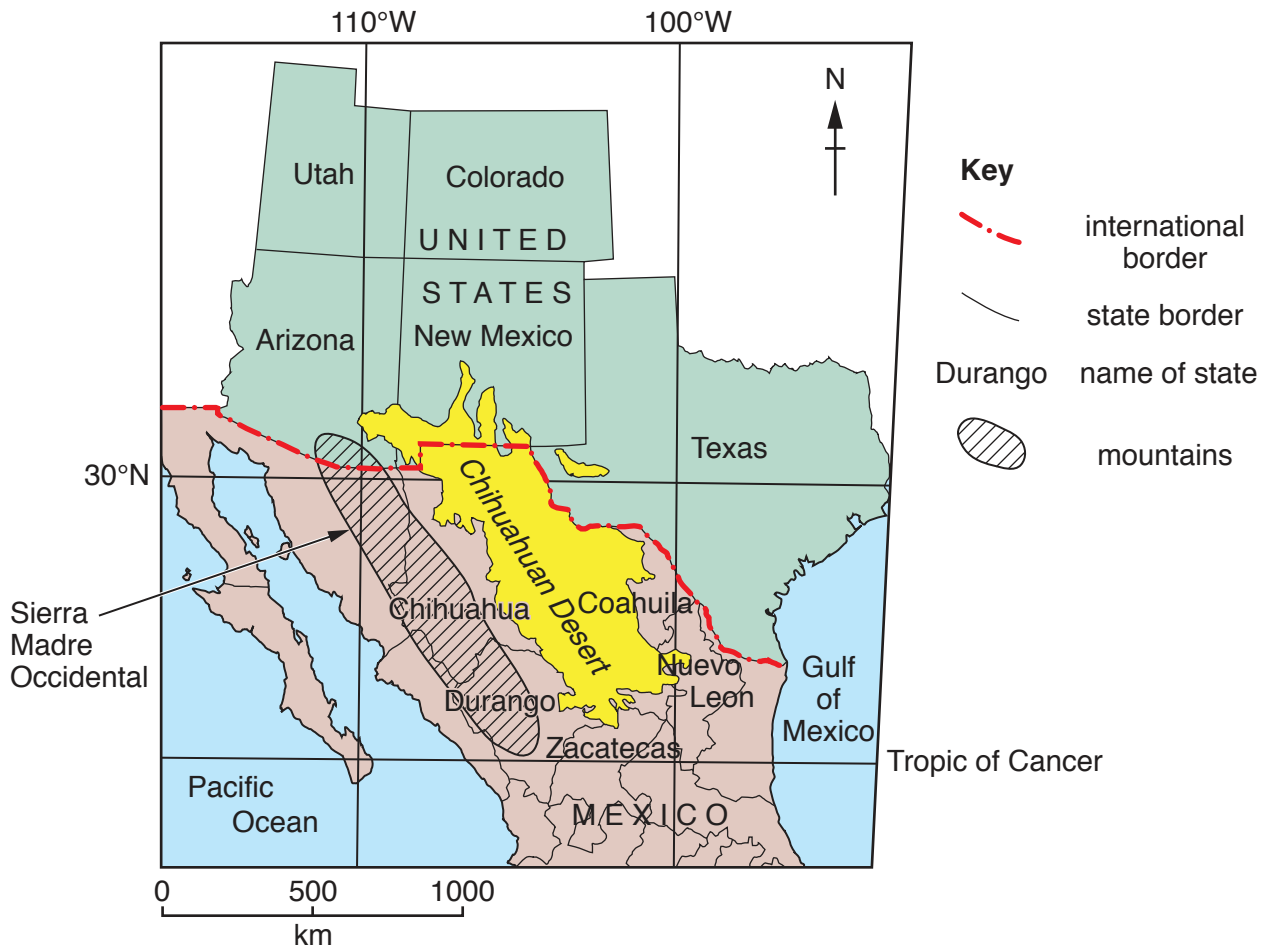 110°W
100°W
N
Utah
Colorado
UNITED
STATES
Arizona
New Mexico
Texas
30°N
Chihuahuan Desert
Chihuahua
Coahuila
Sierra
Madre
Occidental
Durango
Nuevo
Leon
Zacatecas
Gulf
of
Mexico
Tropic of Cancer
Pacific
Ocean
MEXICO
0
500
1000
km
Key
international
border
state border
Durango
name of state
mountains